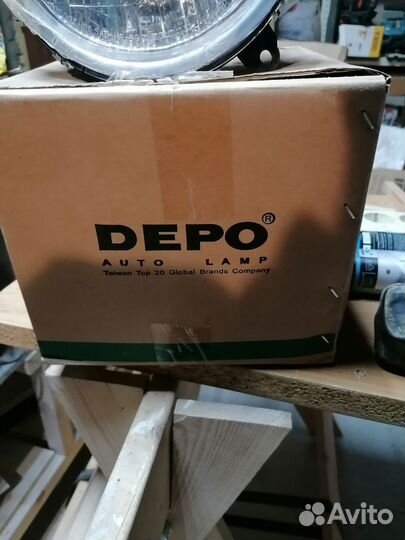 DEPO®
AUTO LAMP
Taiwan Top 20 Global Brands Company
Avito